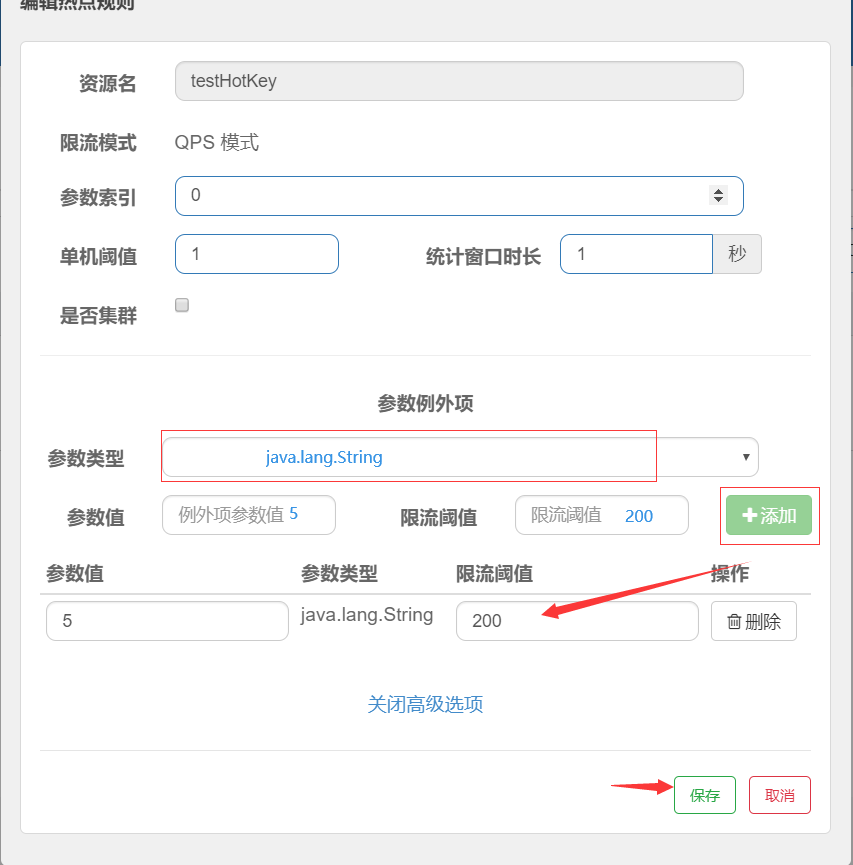 编辑热点规则
资源名 testHotKey
限流模式 QPS 模式
参数索引 0
单机阈值 1 统计窗口时长 1 秒
是否集群
参数例外项
参数类型 java.lang.String
参数值 例外项参数值 5 限流阈值 限流阈值 200 添加
参数值 参数类型 限流阈值 操作
5 java.lang.String 200 删除
关闭高级选项
保存 取消